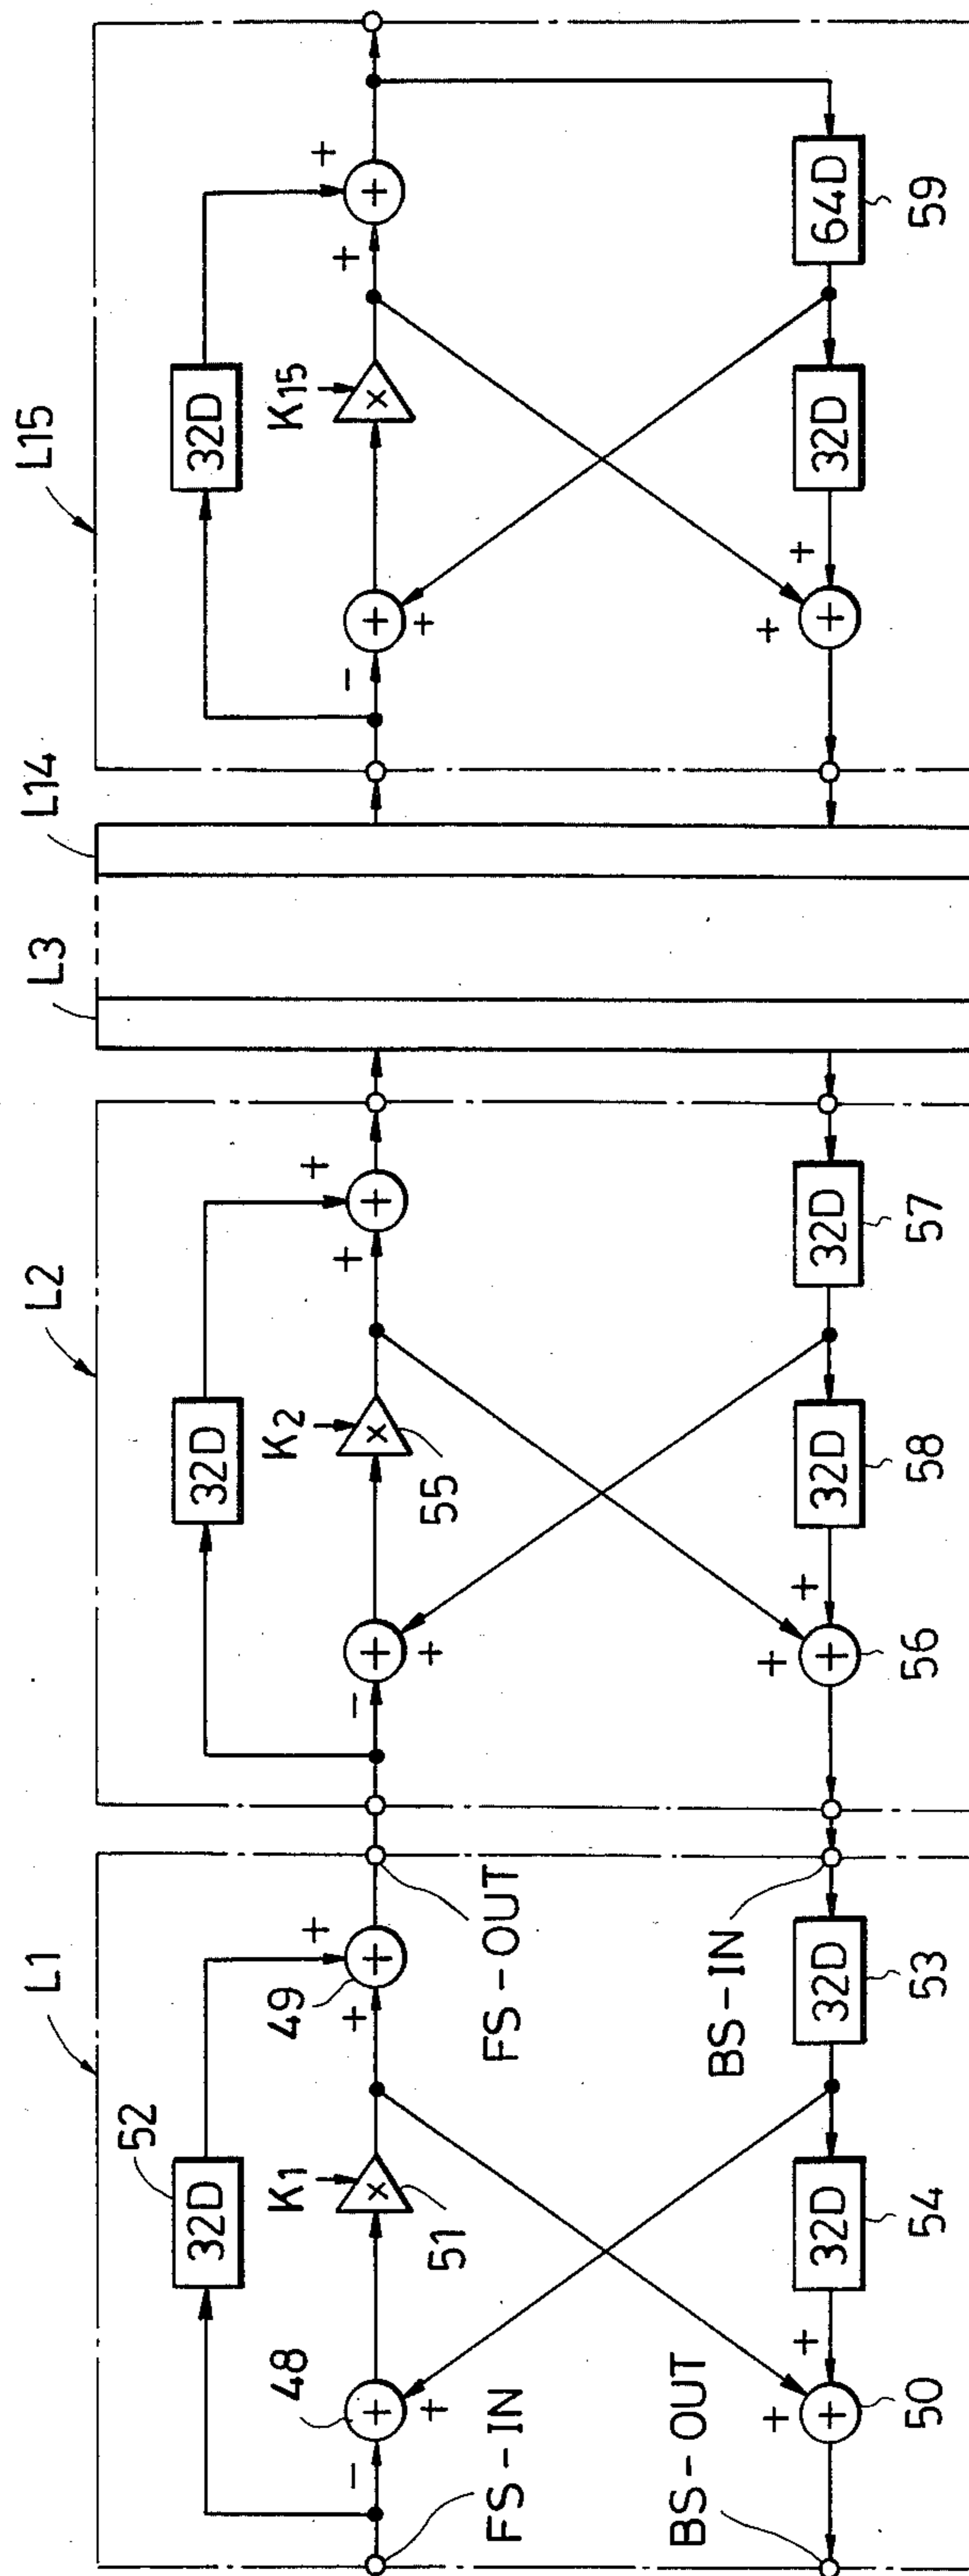 L1
L2
L3
L14
L15
52
32D
32D
32D
K1
K2
K15
×
×
×
48
+
49
+
+
+
+
+
−
+
+
+
−
+
+
+
−
+
+
+
51
55
FS-IN
FS-OUT
BS-OUT
BS-IN
+
+
+
+
+
+
+
+
+
32D
32D
32D
32D
32D
64D
50
54
53
56
58
57
59